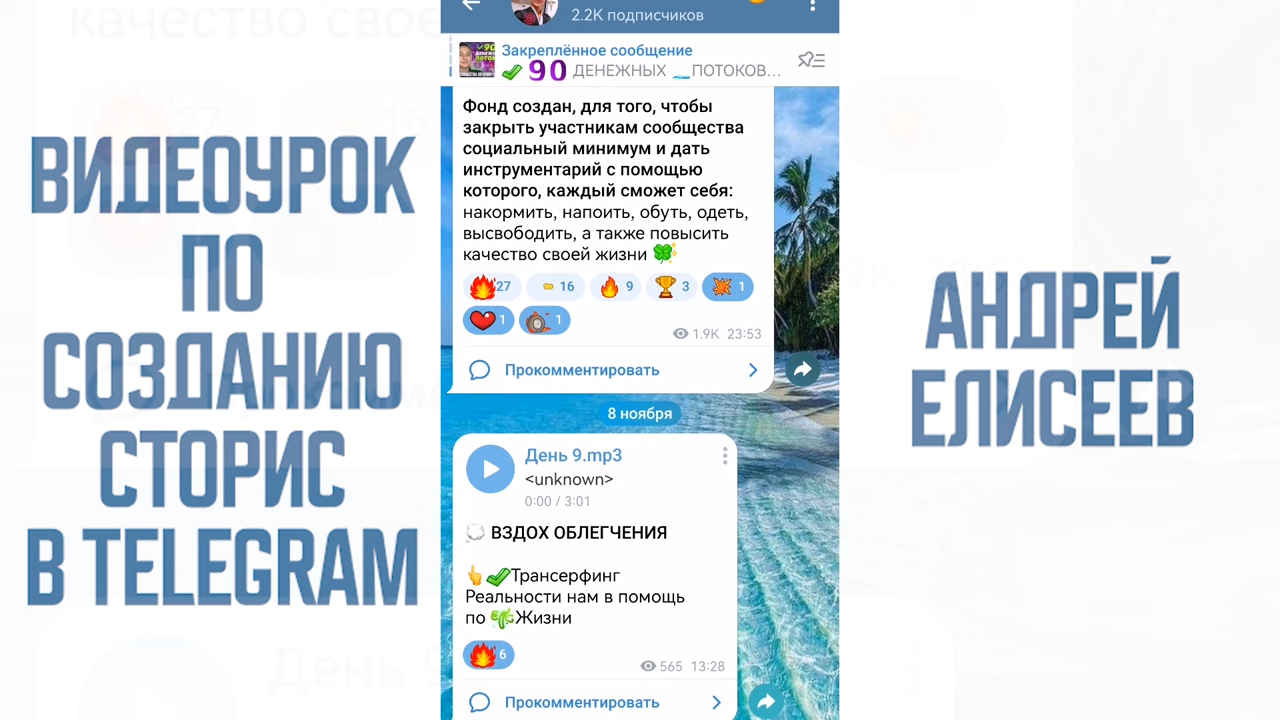 ВИДЕОУРОК
ПО
СОЗДАНИЮ
СТОРИС
В TELEGRAM
2.2K подписчиков
Закреплённое сообщение
90 ДЕНЕЖНЫХ ПОТОКОВ...
Фонд создан, для того, чтобы
закрыть участникам сообщества
социальный минимум и дать
инструментарий с помощью
которого, каждый сможет себя:
накормить, напоить, обуть, одеть,
высвободить, а также повысить
качество своей жизни
27 16 9 3 1
1 1
1.9K 23:53
Прокомментировать
8 ноября
День 9.mp3
<unknown>
0:00 / 3:01
ВЗДОХ ОБЛЕГЧЕНИЯ
Трансерфинг
Реальности нам в помощь
по Жизни
6
565 13:28
Прокомментировать
АНДРЕЙ
ЕЛИСЕЕВ